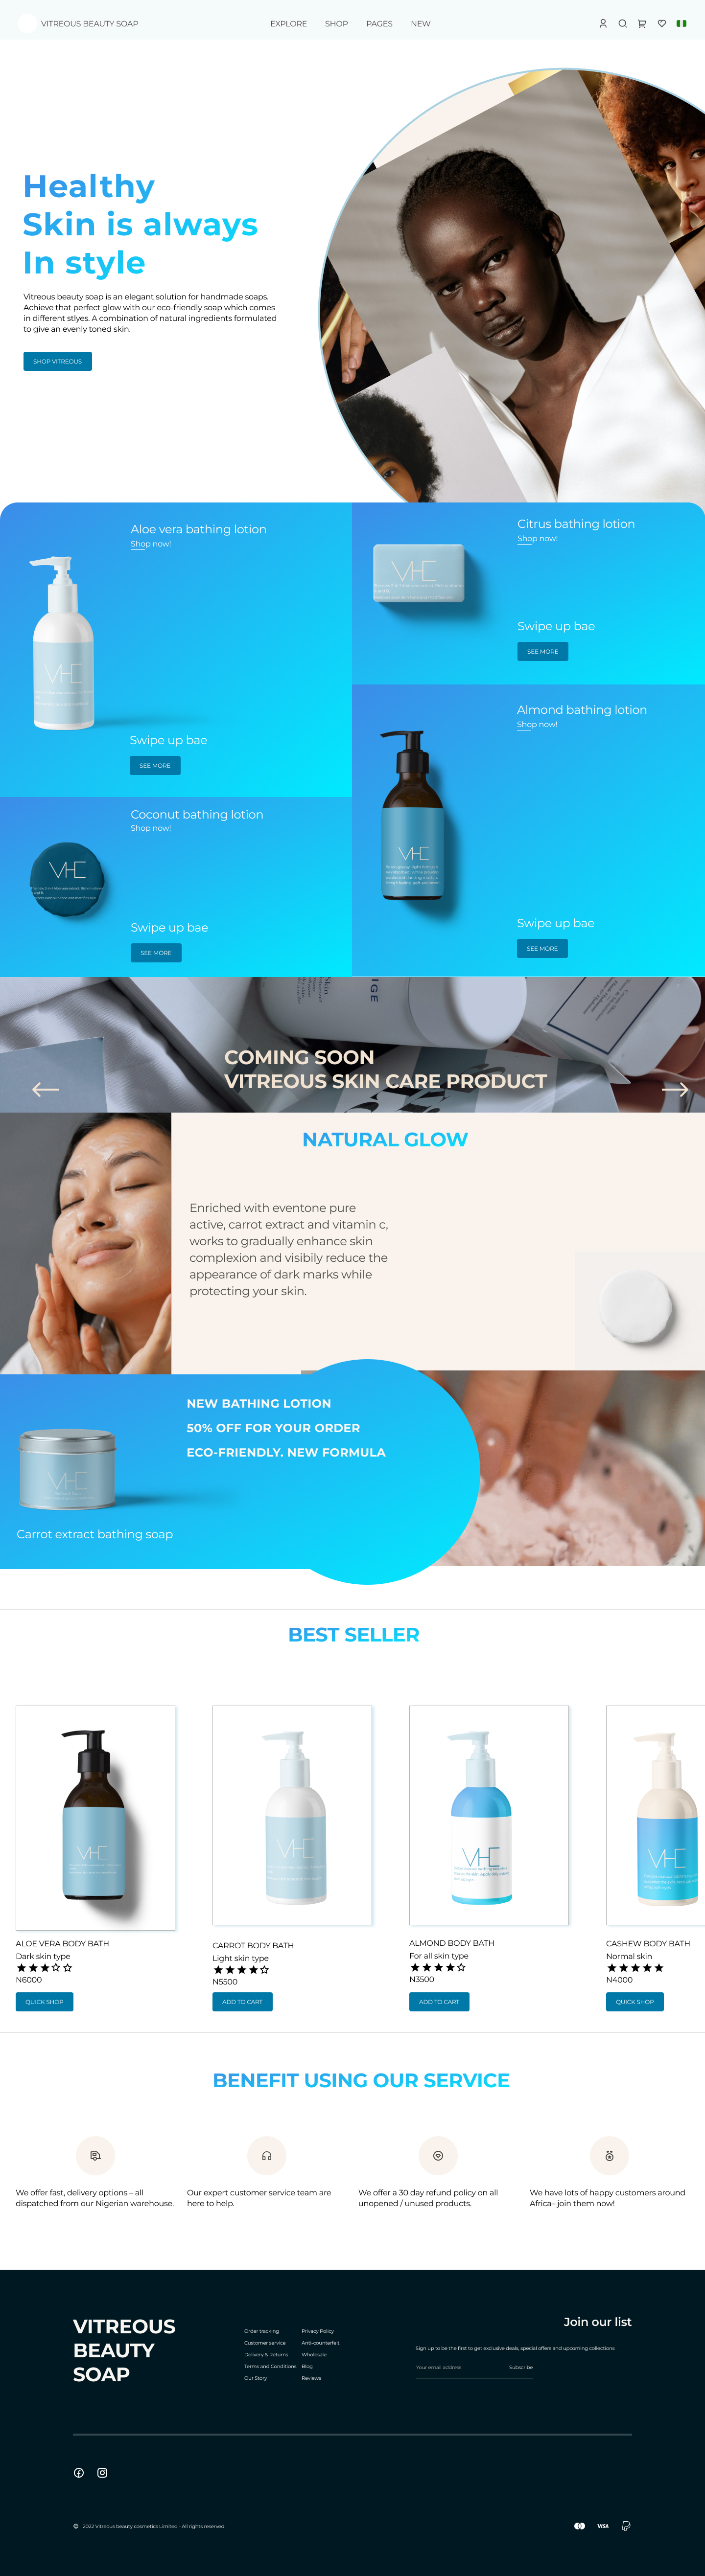 VITREOUS BEAUTY SOAP
EXPLORE
SHOP
PAGES
NEW
Healthy
Skin is always
In style
Vitreous beauty soap is an elegant solution for handmade soaps.
Achieve that perfect glow with our eco-friendly soap which comes
in different stlyes. A combination of natural ingredients formulated
to give an evenly toned skin.
SHOP VITREOUS
Aloe vera bathing lotion
Shop now!
VHE
Swipe up bae
SEE MORE
Citrus bathing lotion
Shop now!
VHE
Swipe up bae
SEE MORE
Coconut bathing lotion
Shop now!
VHE
Swipe up bae
SEE MORE
Almond bathing lotion
Shop now!
VHE
Swipe up bae
SEE MORE
COMING SOON
VITREOUS SKIN CARE PRODUCT
NATURAL GLOW
Enriched with eventone pure
active, carrot extract and vitamin c,
works to gradually enhance skin
complexion and visibily reduce the
appearance of dark marks while
protecting your skin.
NEW BATHING LOTION
50% OFF FOR YOUR ORDER
ECO-FRIENDLY. NEW FORMULA
VHE
Carrot extract bathing soap
BEST SELLER
VHE
ALOE VERA BODY BATH
Dark skin type
N6000
QUICK SHOP
VHE
CARROT BODY BATH
Light skin type
N5500
ADD TO CART
VHE
ALMOND BODY BATH
For all skin type
N3500
ADD TO CART
VHE
CASHEW BODY BATH
Normal skin
N4000
QUICK SHOP
BENEFIT USING OUR SERVICE
We offer fast, delivery options – all
dispatched from our Nigerian warehouse.
Our expert customer service team are
here to help.
We offer a 30 day refund policy on all
unopened / unused products.
We have lots of happy customers around
Africa– join them now!
VITREOUS
BEAUTY
SOAP
Order tracking
Customer service
Delivery & Returns
Terms and Conditions
Our Story
Privacy Policy
Anti-counterfeit
Wholesale
Blog
Reviews
Join our list
Sign up to be the first to get exclusive deals, special offers and upcoming collections
Your email address
Subscribe
© 2022 Vitreous beauty cosmetics Limited - All rights reserved.
VISA